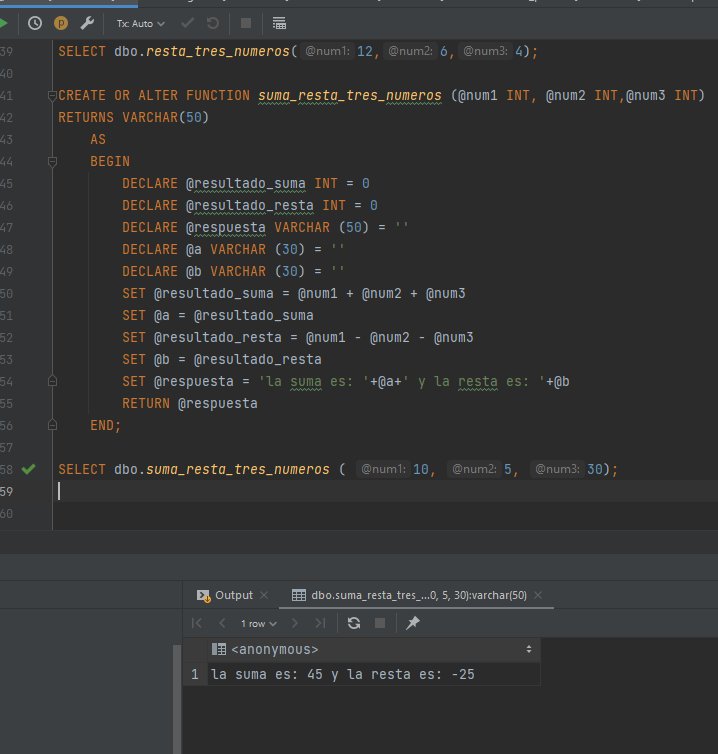 Tx: Auto
39 SELECT dbo.resta_tres_numeros( @num1: 12, @num2: 6, @num3: 4);
40
41 CREATE OR ALTER FUNCTION suma_resta_tres_numeros (@num1 INT, @num2 INT,@num3 INT)
42 RETURNS VARCHAR(50)
43 AS
44 BEGIN
45 DECLARE @resultado_suma INT = 0
46 DECLARE @resultado_resta INT = 0
47 DECLARE @respuesta VARCHAR (50) = ''
48 DECLARE @a VARCHAR (30) = ''
49 DECLARE @b VARCHAR (30) = ''
50 SET @resultado_suma = @num1 + @num2 + @num3
51 SET @a = @resultado_suma
52 SET @resultado_resta = @num1 - @num2 - @num3
53 SET @b = @resultado_resta
54 SET @respuesta = 'la suma es: '+@a+' y la resta es: '+@b
55 RETURN @respuesta
56 END;
57
58 SELECT dbo.suma_resta_tres_numeros ( @num1: 10, @num2: 5, @num3: 30);
59
60
Output dbo.suma_resta_tres_...0, 5, 30):varchar(50)
1 row
<anonymous>
1 la suma es: 45 y la resta es: -25